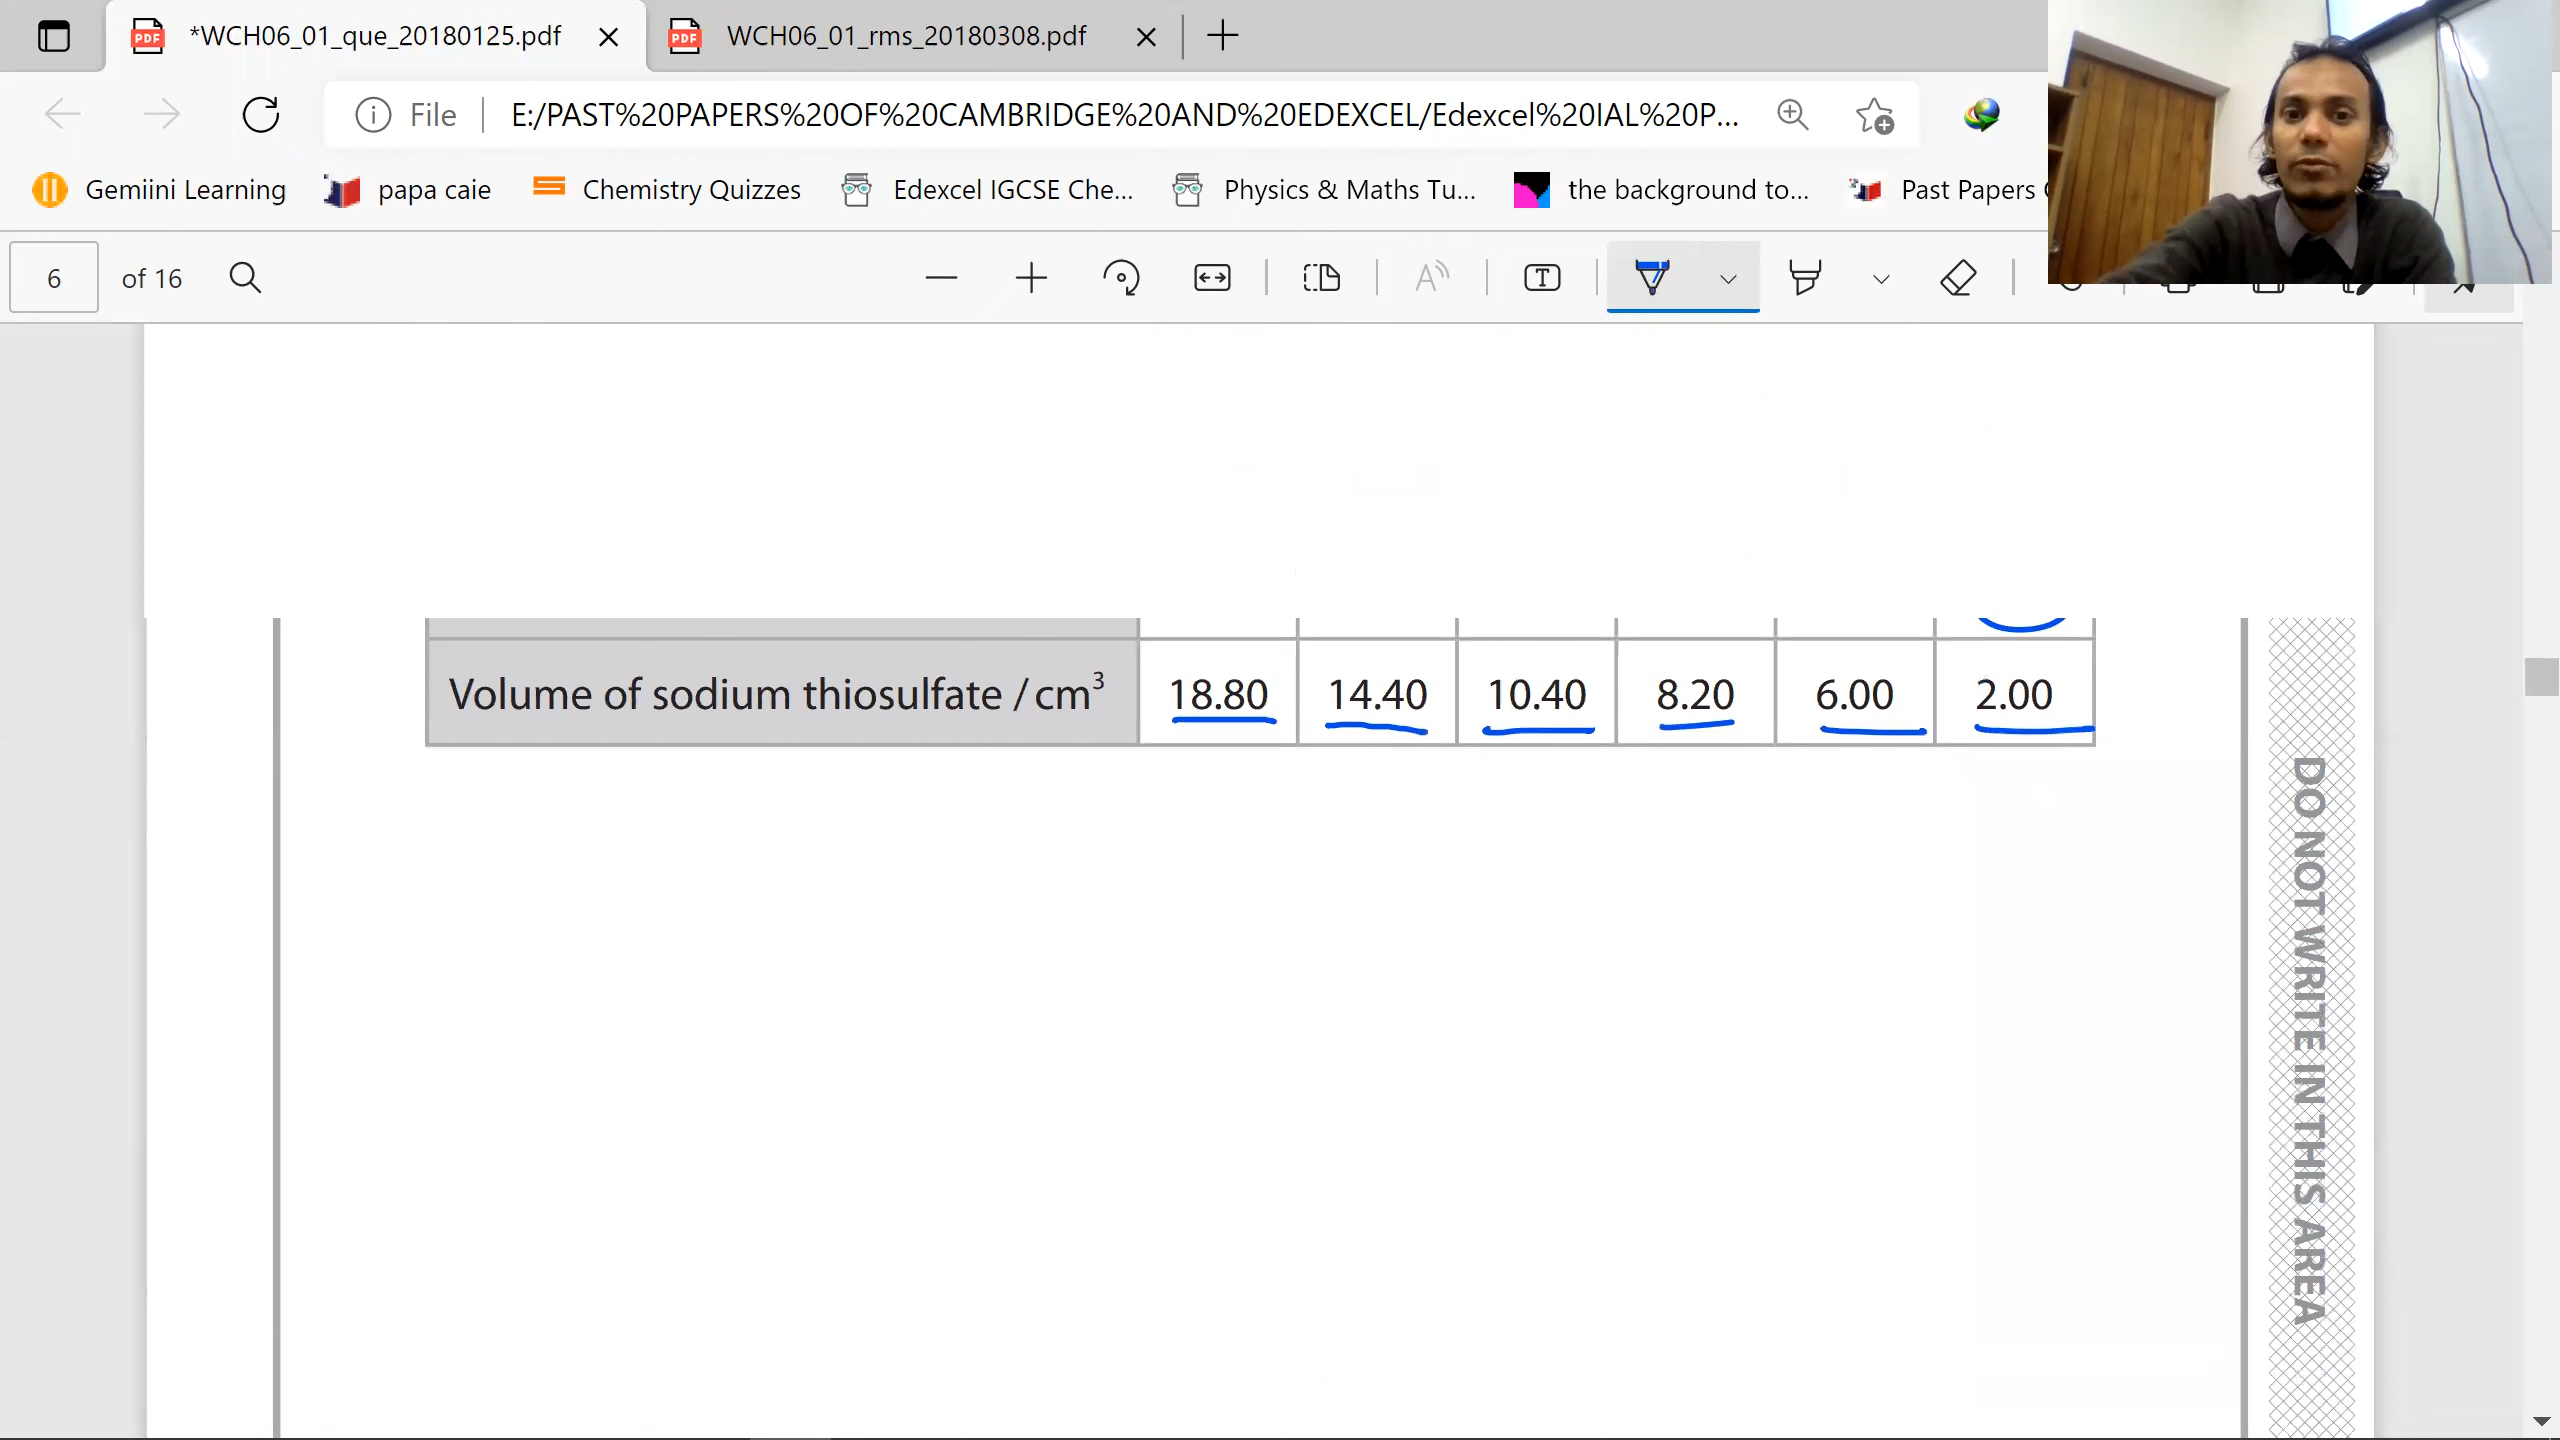 *WCH06_01_que_20180125.pdf
WCH06_01_rms_20180308.pdf
File
E:/PAST%20PAPERS%20OF%20CAMBRIDGE%20AND%20EDEXCEL/Edexcel%20IAL%20P...
Gemiini Learning
papa caie
Chemistry Quizzes
Edexcel IGCSE Che...
Physics & Maths Tu...
the background to...
Past Papers
6 of 16
Volume of sodium thiosulfate / cm³ 18.80 14.40 10.40 8.20 6.00 2.00
DO NOT WRITE IN THIS AREA